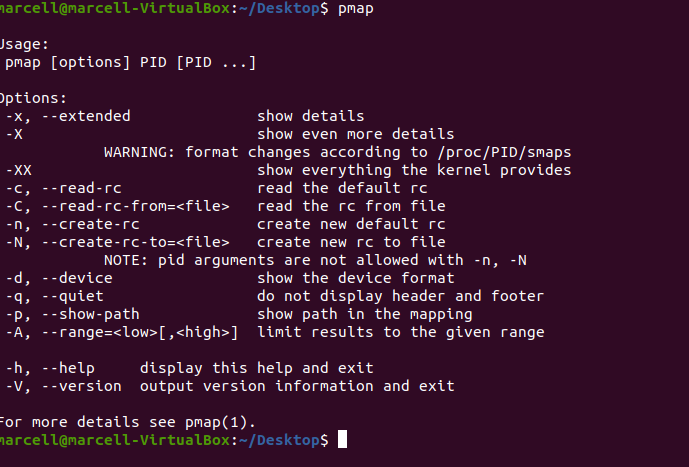 marcell@marcell-VirtualBox:~/Desktop$ pmap
Usage:
pmap [options] PID [PID ...]
Options:
-x, --extended              show details
-X                          show even more details
WARNING: format changes according to /proc/PID/smaps
-XX                         show everything the kernel provides
-c, --read-rc               read the default rc
-C, --read-rc-from=<file>   read the rc from file
-n, --create-rc             create new default rc
-N, --create-rc-to=<file>   create new rc to file
NOTE: pid arguments are not allowed with -n, -N
-d, --device                show the device format
-q, --quiet                 do not display header and footer
-p, --show-path             show path in the mapping
-A, --range=<low>[,<high>]  limit results to the given range
-h, --help     display this help and exit
-V, --version  output version information and exit
For more details see pmap(1).
marcell@marcell-VirtualBox:~/Desktop$